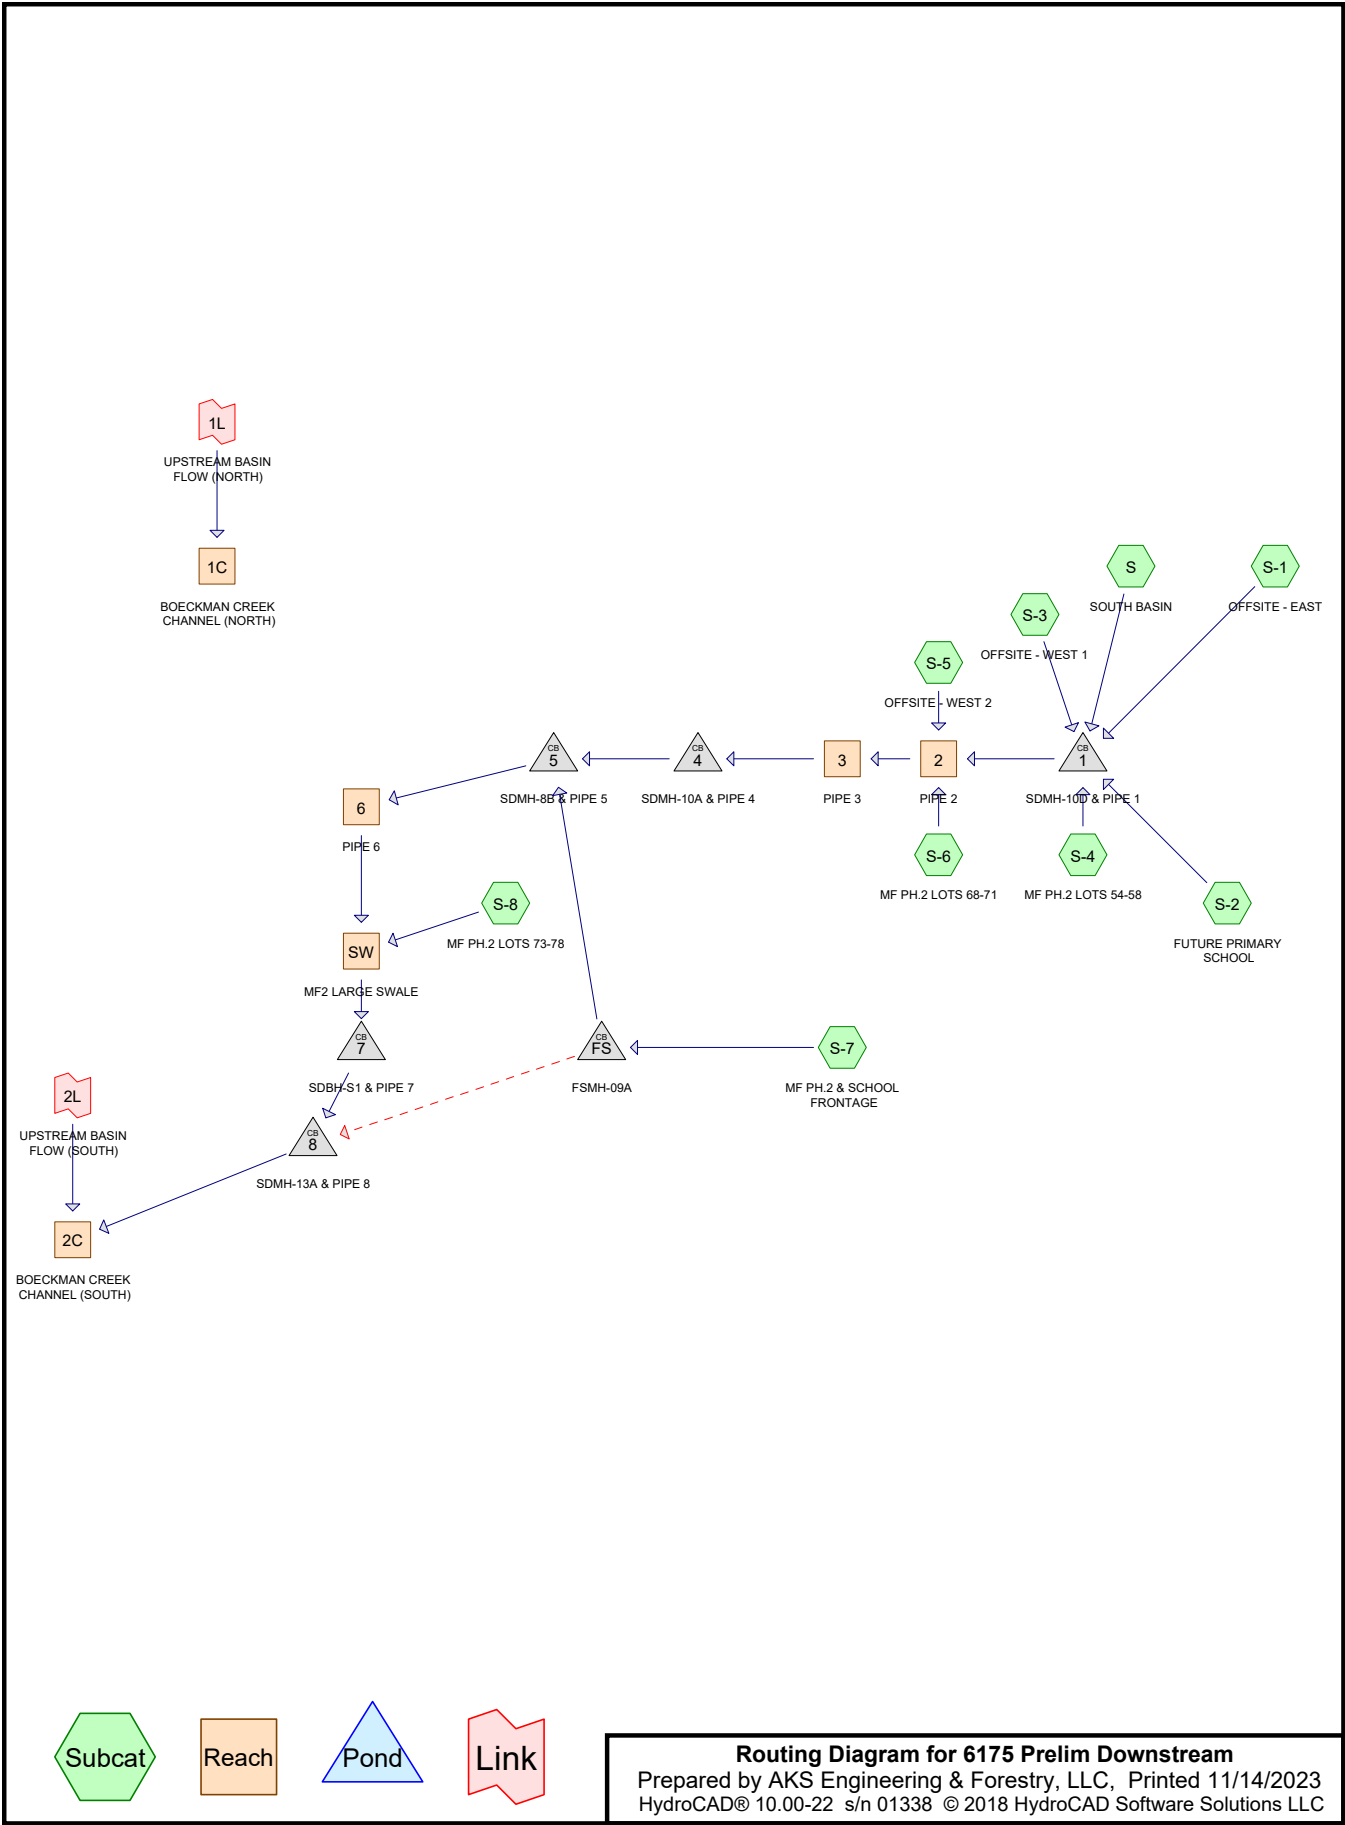 1L
UPSTREAM BASIN
FLOW (NORTH)
1C
BOECKMAN CREEK
CHANNEL (NORTH)
S
SOUTH BASIN
S-1
OFFSITE - EAST
S-3
OFFSITE - WEST 1
S-5
OFFSITE - WEST 2
CB
5
SDMH-8B & PIPE 5
CB
4
SDMH-10A & PIPE 4
3
PIPE 3
2
PIPE 2
CB
1
SDMH-10D & PIPE 1
6
PIPE 6
S-6
MF PH.2 LOTS 68-71
S-4
MF PH.2 LOTS 54-58
S-2
FUTURE PRIMARY
SCHOOL
S-8
MF PH.2 LOTS 73-78
SW
MF2 LARGE SWALE
CB
7
SDBH-S1 & PIPE 7
CB
FS
FSMH-09A
S-7
MF PH.2 & SCHOOL
FRONTAGE
2L
UPSTREAM BASIN
FLOW (SOUTH)
CB
8
SDMH-13A & PIPE 8
2C
BOECKMAN CREEK
CHANNEL (SOUTH)
Subcat
Reach
Pond
Link
Routing Diagram for 6175 Prelim Downstream
Prepared by AKS Engineering & Forestry, LLC, Printed 11/14/2023
HydroCAD® 10.00-22 s/n 01338 © 2018 HydroCAD Software Solutions LLC